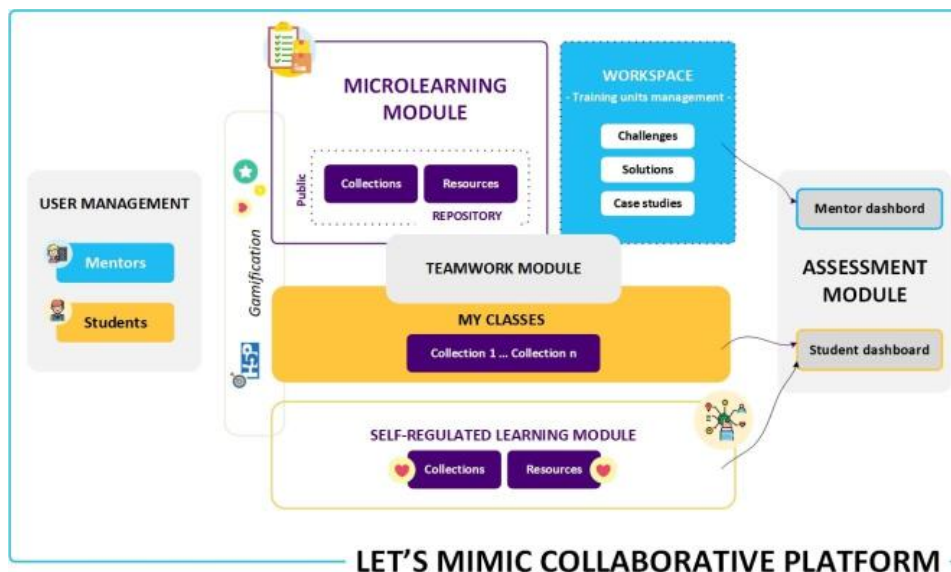 MICROLEARNING
MODULE
Public
Collections
Resources
REPOSITORY
WORKSPACE
- Training units management -
Challenges
Solutions
Case studies
USER MANAGEMENT
Mentors
Students
Gamification
H5P
TEAMWORK MODULE
MY CLASSES
Collection 1 ... Collection n
SELF-REGULATED LEARNING MODULE
Collections
Resources
Mentor dashbord
ASSESSMENT
MODULE
Student dashboard
LET'S MIMIC COLLABORATIVE PLATFORM